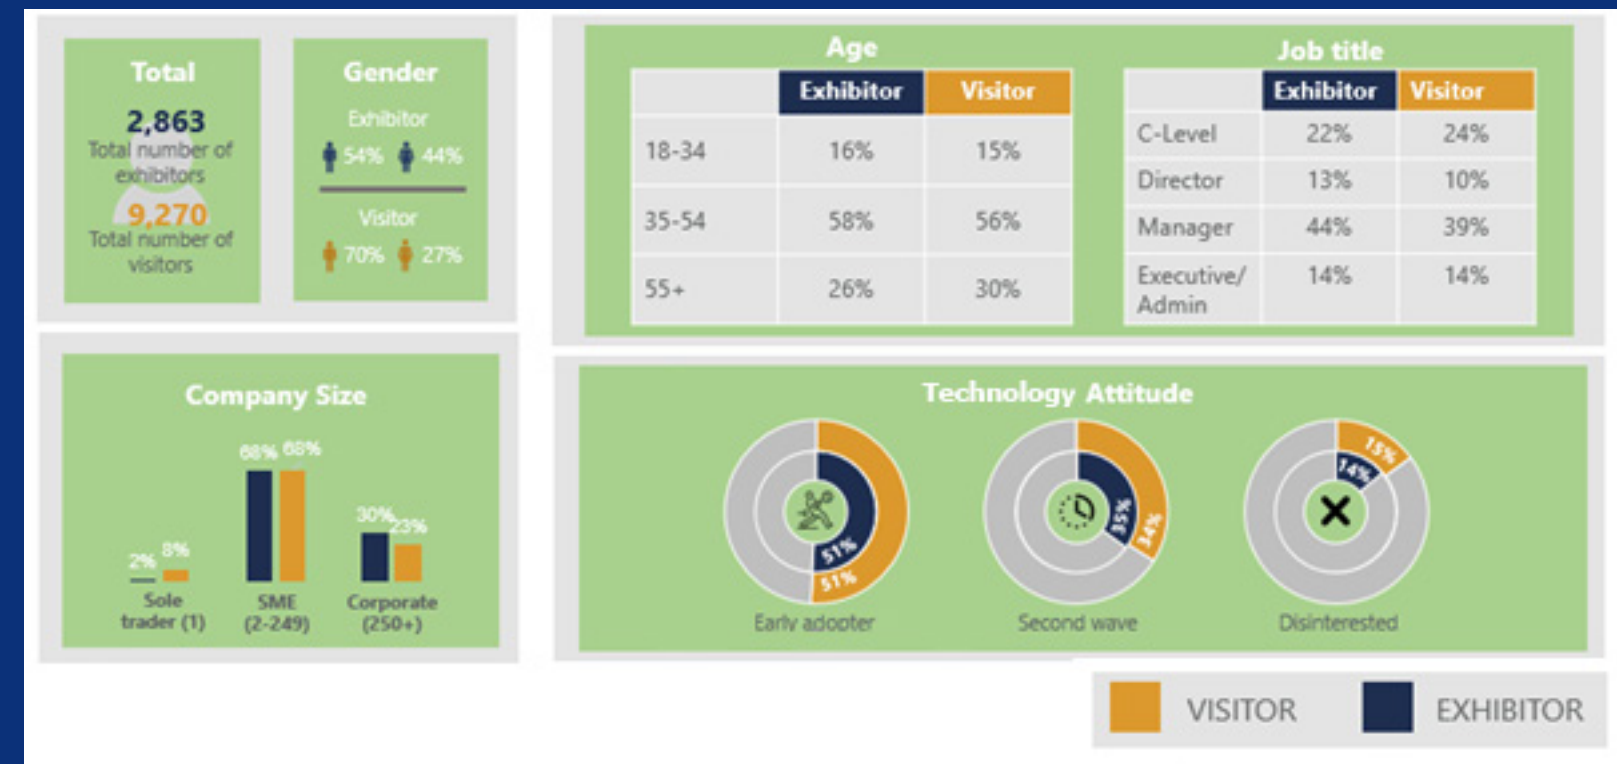 Total
2,863
Total number of
exhibitors
9,270
Total number of
visitors
Gender
Exhibitor
54% 44%
Visitor
70% 27%
Age
Exhibitor Visitor
18-34 16% 15%
35-54 58% 56%
55+ 26% 30%
Job title
Exhibitor Visitor
C-Level 22% 24%
Director 13% 10%
Manager 44% 39%
Executive/ 14% 14%
Admin
Company Size
68% 68%
30% 23%
2% 8%
Sole SME Corporate
trader (1) (2-249) (250+)
Technology Attitude
51%
51%
Early adopter
35%
34%
Second wave
15%
14%
Disinterested
VISITOR EXHIBITOR